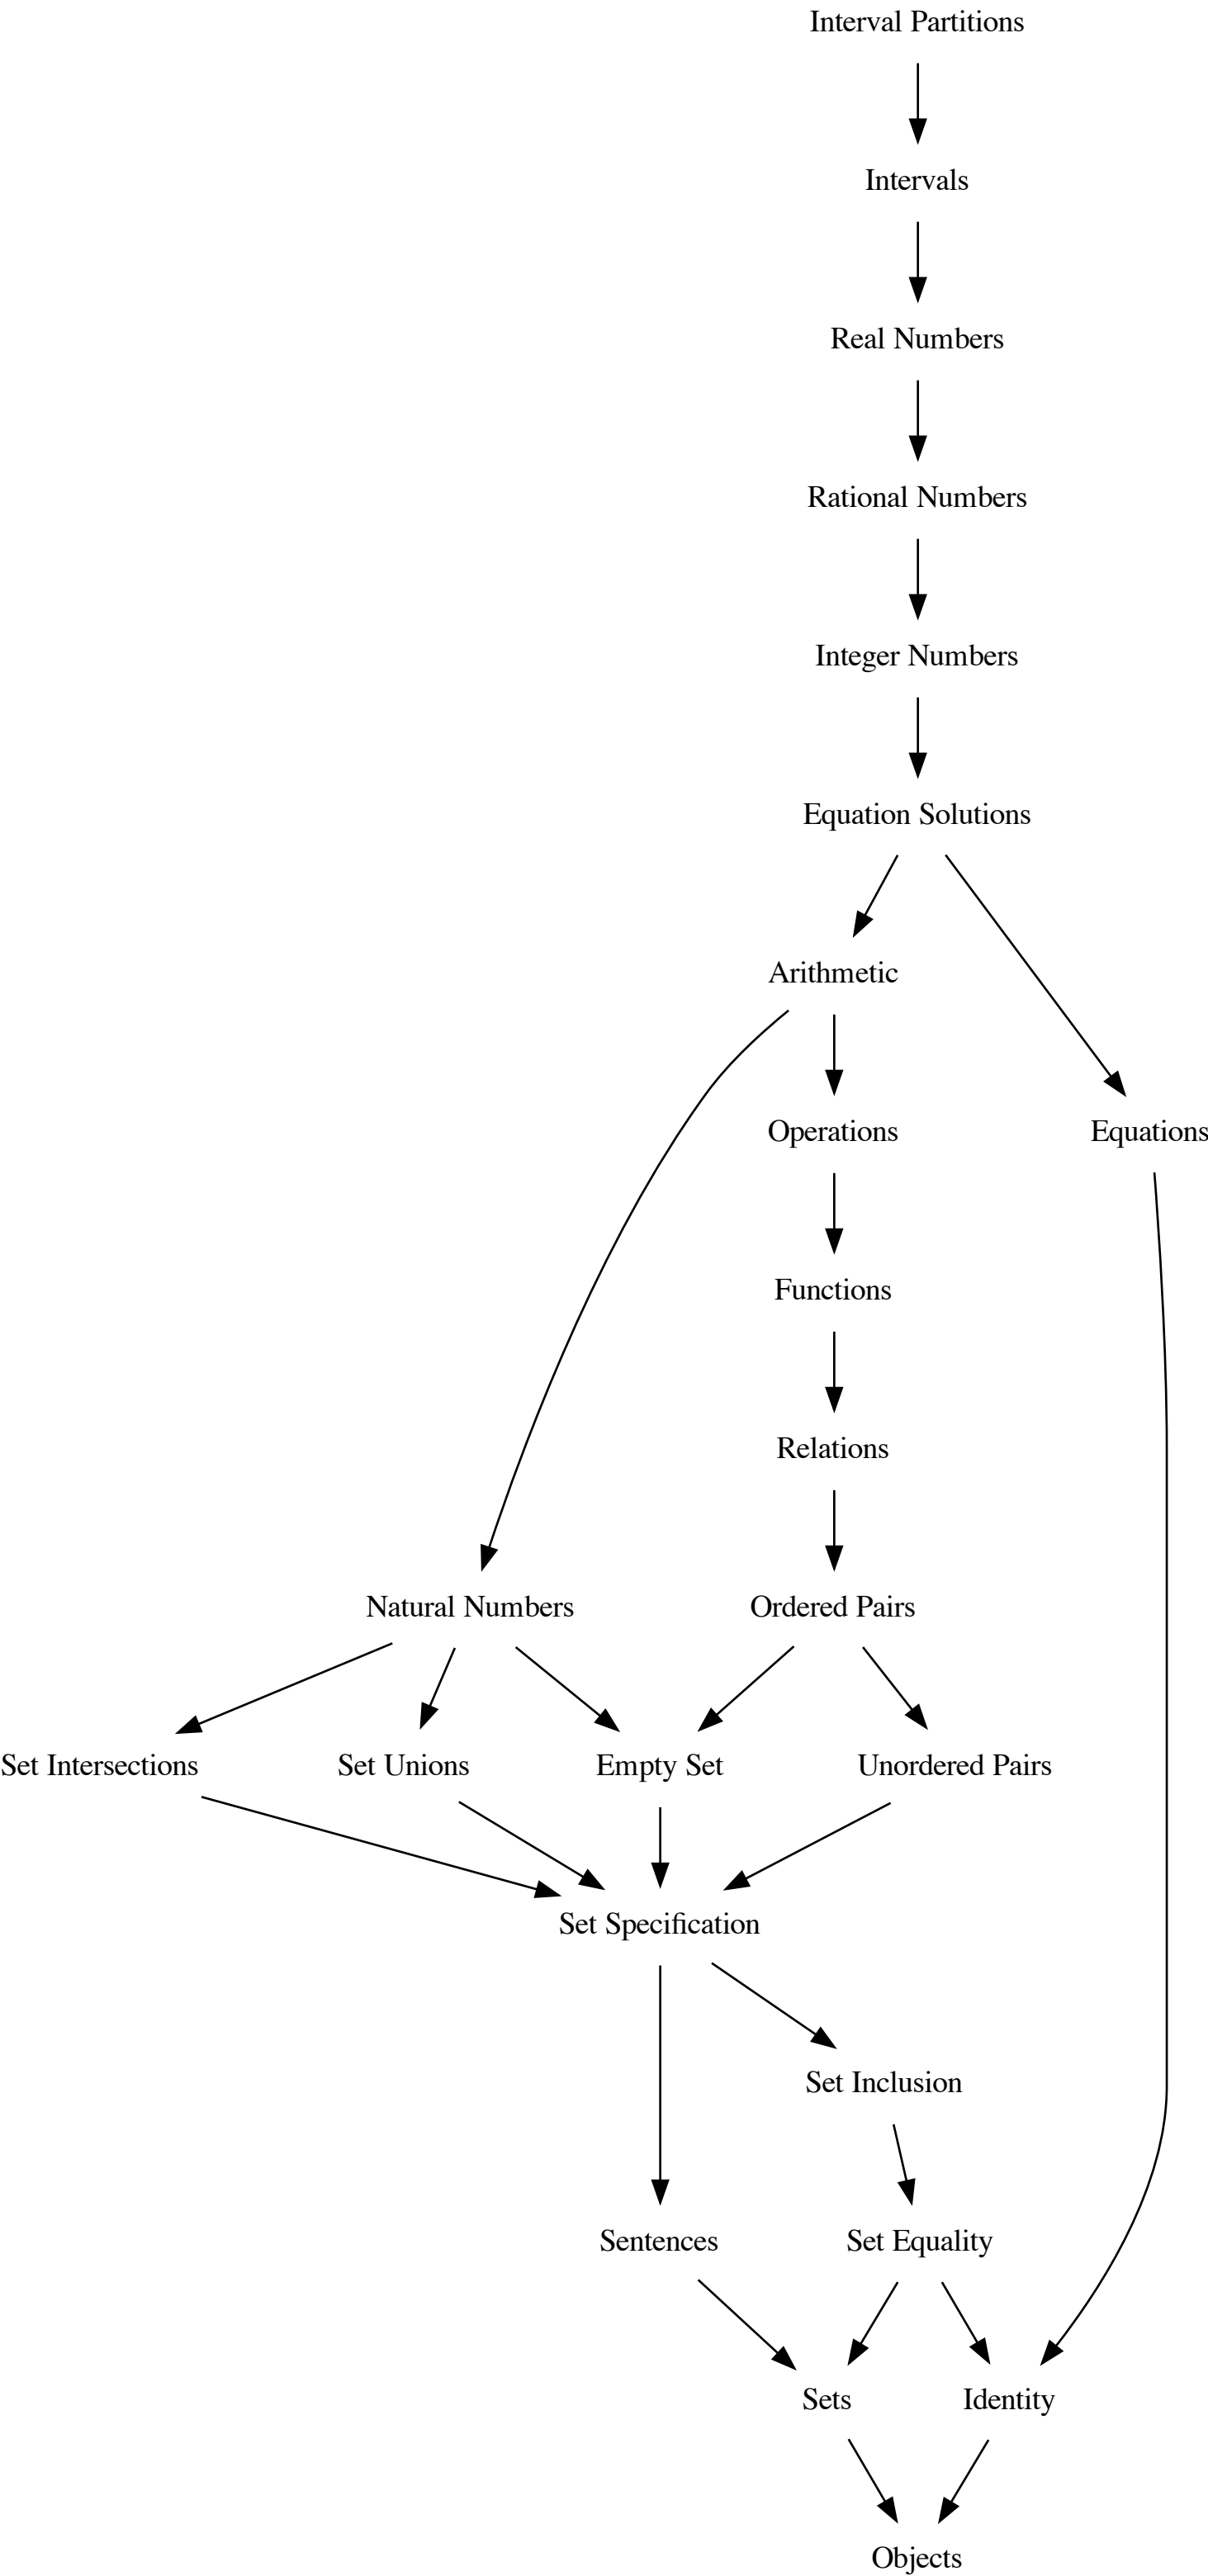 Interval Partitions
Intervals
Real Numbers
Rational Numbers
Integer Numbers
Equation Solutions
Arithmetic
Operations
Equations
Functions
Relations
Natural Numbers
Ordered Pairs
Set Intersections
Set Unions
Empty Set
Unordered Pairs
Set Specification
Set Inclusion
Sentences
Set Equality
Sets
Identity
Objects